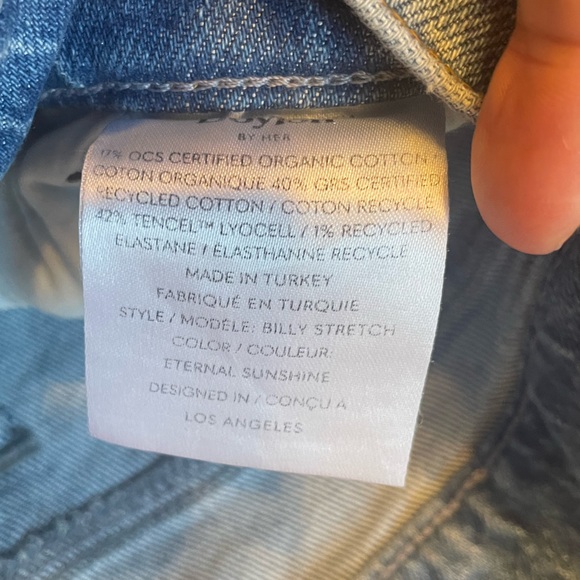 BY HER
17% OCS CERTIFIED ORGANIC COTTON /
COTON ORGANIQUE 40% GRS CERTIFIED
RECYCLED COTTON / COTON RECYCLE
42% TENCEL™ LYOCELL / 1% RECYCLED
ELASTANE / ÉLASTHANNE RECYCLE
MADE IN TURKEY
FABRIQUÉ EN TURQUIE
STYLE / MODÈLE: BILLY STRETCH
COLOR / COULEUR:
ETERNAL SUNSHINE
DESIGNED IN / CONÇU A
LOS ANGELES